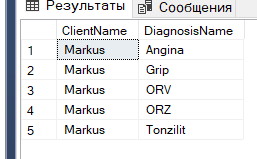 Результаты Сообщения
ClientName DiagnosisName
1 Markus Angina
2 Markus Grip
3 Markus ORV
4 Markus ORZ
5 Markus Tonzilit